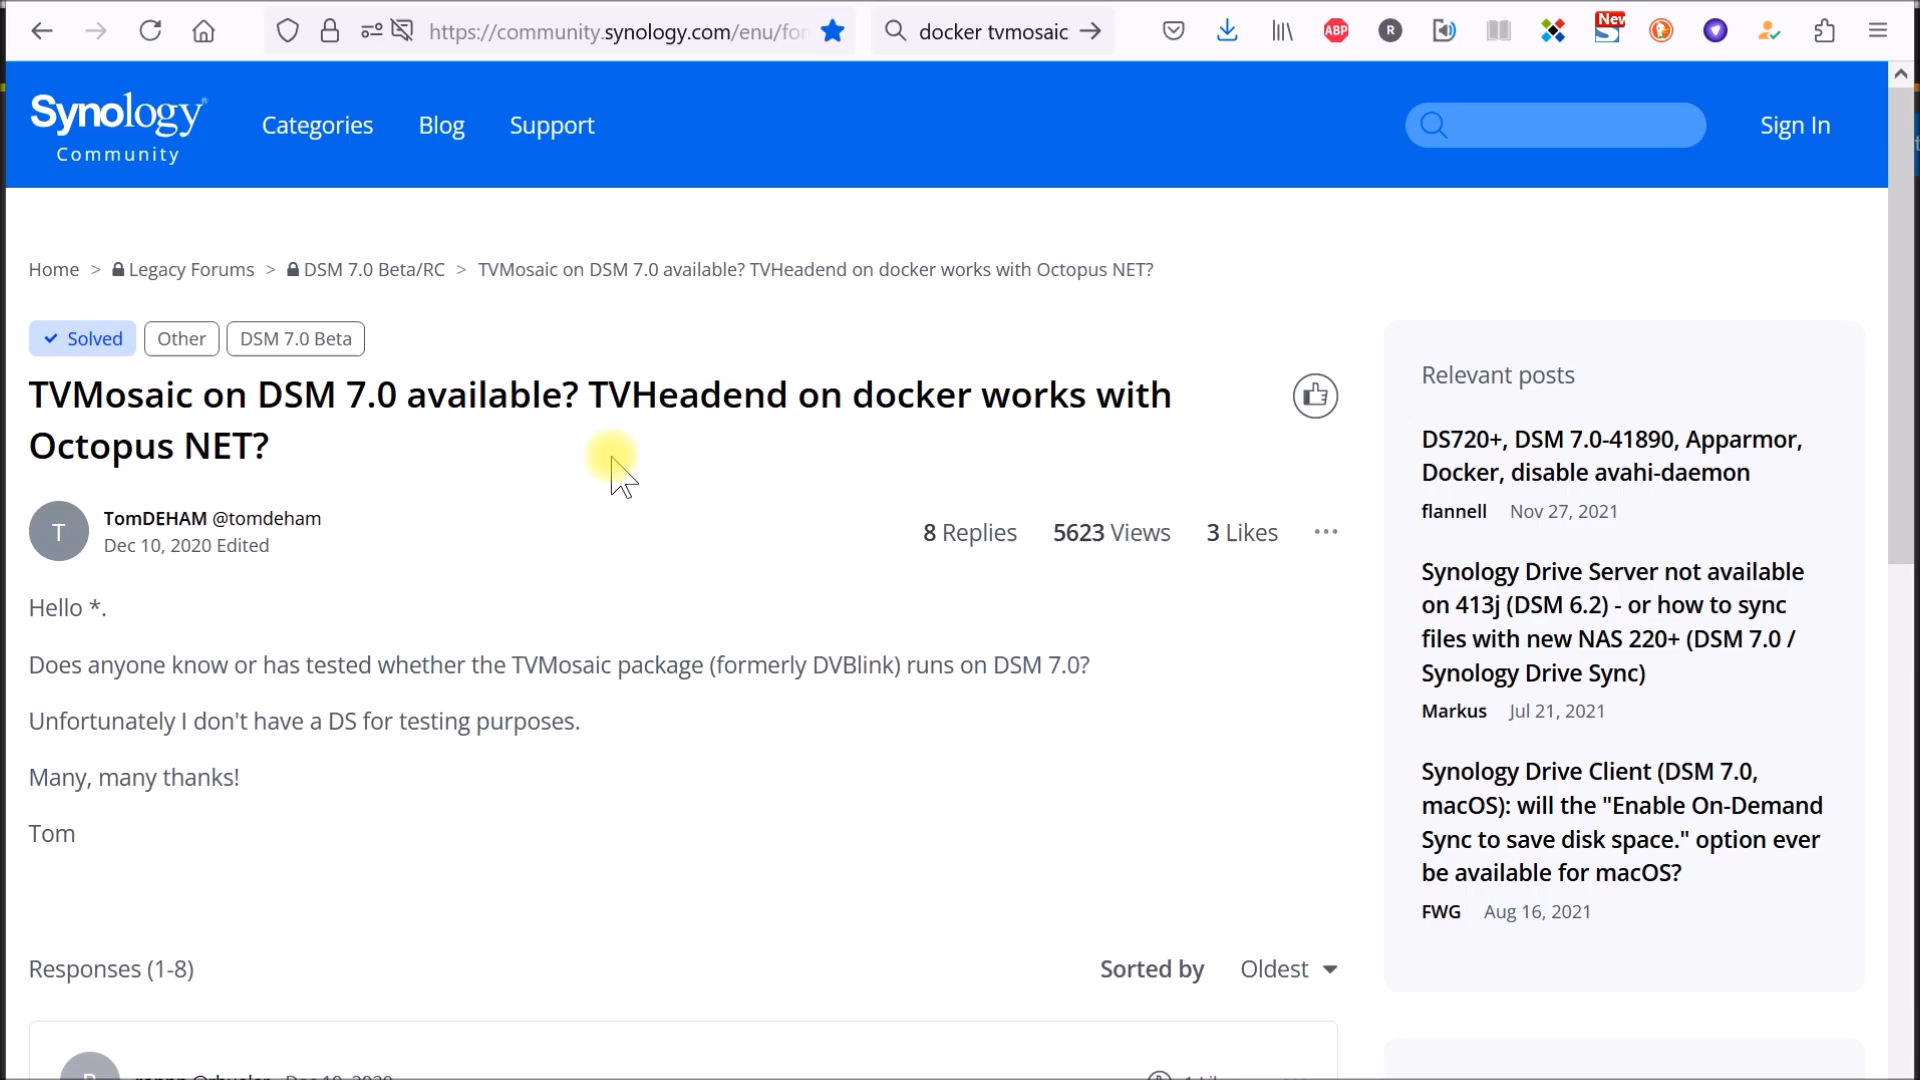 https://community.synology.com/enu/for
docker tvmosaic
ABP
R
New
Synology
Community
Categories
Blog
Support
Sign In
Home > Legacy Forums > DSM 7.0 Beta/RC > TVMosaic on DSM 7.0 available? TVHeadend on docker works with Octopus NET?
Solved
Other
DSM 7.0 Beta
TVMosaic on DSM 7.0 available? TVHeadend on docker works with
Octopus NET?
T
TomDEHAM @tomdeham
Dec 10, 2020 Edited
8 Replies
5623 Views
3 Likes
Hello *.
Does anyone know or has tested whether the TVMosaic package (formerly DVBlink) runs on DSM 7.0?
Unfortunately I don't have a DS for testing purposes.
Many, many thanks!
Tom
Responses (1-8)
Sorted by
Oldest
Relevant posts
DS720+, DSM 7.0-41890, Apparmor,
Docker, disable avahi-daemon
flannell Nov 27, 2021
Synology Drive Server not available
on 413j (DSM 6.2) - or how to sync
files with new NAS 220+ (DSM 7.0 /
Synology Drive Sync)
Markus Jul 21, 2021
Synology Drive Client (DSM 7.0,
macOS): will the "Enable On-Demand
Sync to save disk space." option ever
be available for macOS?
FWG Aug 16, 2021